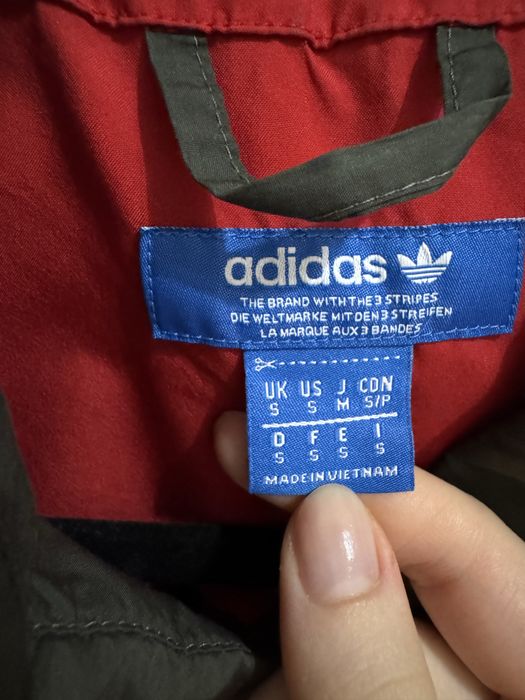 adidas
THE BRAND WITH THE 3 STRIPES
DIE WELTMARKE MIT DEN 3 STREIFEN
LA MARQUE AUX 3 BANDES
UK US J CDN
S S M S/P
D F E I
S S S S
MADE IN VIETNAM